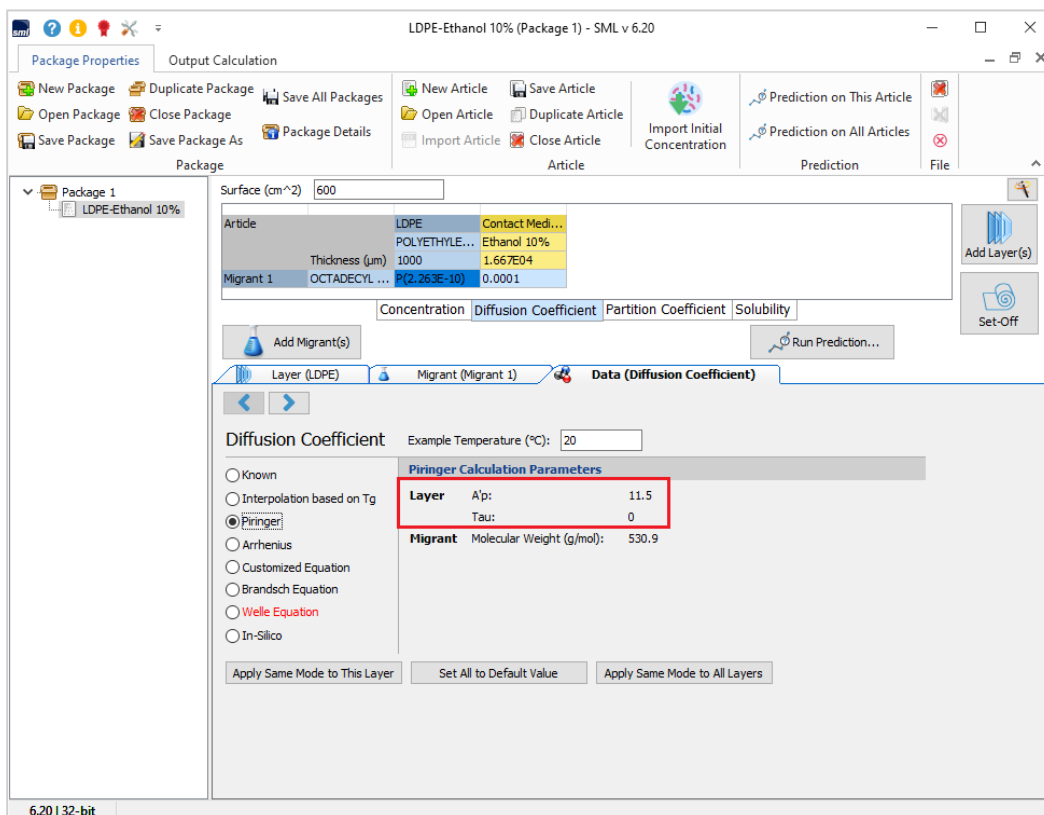 sml
LDPE-Ethanol 10% (Package 1) - SML v 6.20
Package Properties Output Calculation
New Package Duplicate Package Save All Packages New Article Save Article Import Initial Concentration Prediction on This Article
Open Package Close Package Open Article Duplicate Article
Save Package Save Package As Package Details Import Article Close Article Prediction on All Articles
Package Article Prediction File
Package 1
LDPE-Ethanol 10%
Surface (cm^2) 600
Article LDPE Contact Medi...
POLYETHYLE... Ethanol 10%
Thickness (µm) 1000 1.667E04
Migrant 1 OCTADECYL ... P(2.263E-10) 0.0001
Add Layer(s)
Set-Off
Concentration Diffusion Coefficient Partition Coefficient Solubility
Add Migrant(s) Run Prediction...
Layer (LDPE) Migrant (Migrant 1) Data (Diffusion Coefficient)
Diffusion Coefficient Example Temperature (°C): 20
Piringer Calculation Parameters
Known
Layer A'p: 11.5
Interpolation based on Tg
Tau: 0
Piringer
Migrant Molecular Weight (g/mol): 530.9
Arrhenius
Customized Equation
Brandsch Equation
Welle Equation
In-Silico
Apply Same Mode to This Layer Set All to Default Value Apply Same Mode to All Layers
6.20 | 32-bit